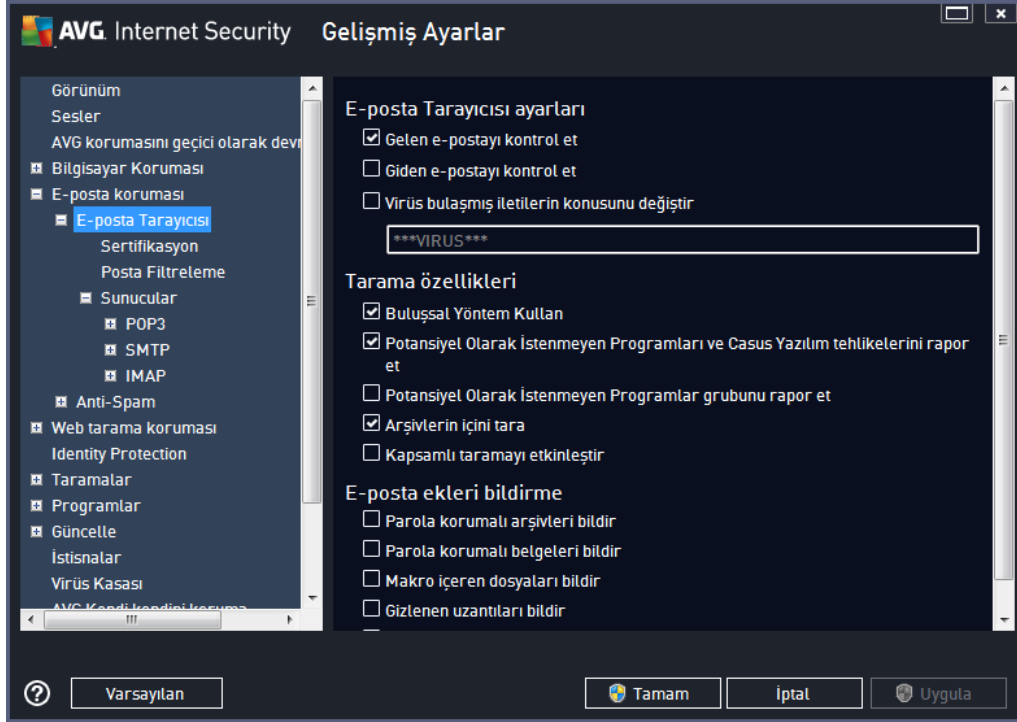 AVG. Internet Security Gelişmiş Ayarlar
Görünüm
Sesler
AVG korumasını geçici olarak devr
Bilgisayar Koruması
E-posta koruması
E-posta Tarayıcısı
Sertifikasyon
Posta Filtreleme
Sunucular
POP3
SMTP
IMAP
Anti-Spam
Web tarama koruması
Identity Protection
Taramalar
Programlar
Güncelle
İstisnalar
Virüs Kasası
AVG Kendi kendini koruma
E-posta Tarayıcısı ayarları
Gelen e-postayı kontrol et
Giden e-postayı kontrol et
Virüs bulaşmış iletilerin konusunu değiştir
***VIRUS***
Tarama özellikleri
Buluşsal Yöntem Kullan
Potansiyel Olarak İstenmeyen Programları ve Casus Yazılım tehlikelerini rapor
et
Potansiyel Olarak İstenmeyen Programlar grubunu rapor et
Arşivlerin içini tara
Kapsamlı taramayı etkinleştir
E-posta ekleri bildirme
Parola korumalı arşivleri bildir
Parola korumalı belgeleri bildir
Makro içeren dosyaları bildir
Gizlenen uzantıları bildir
Varsayılan
Tamam
İptal
Uygula